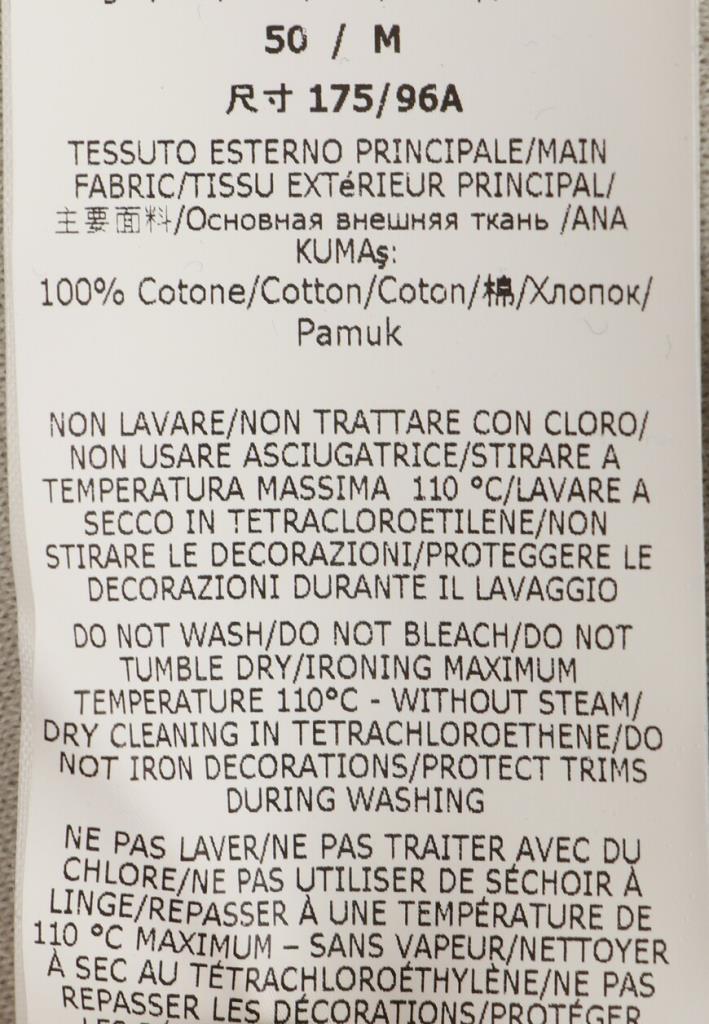 50 / M
尺寸 175/96A
TESSUTO ESTERNO PRINCIPALE/MAIN
FABRIC/TISSU EXTéRIEUR PRINCIPAL/
主要面料/Основная внешняя ткань /ANA
KUMAş:
100% Cotone/Cotton/Coton/棉/Хлопок/
Pamuk
NON LAVARE/NON TRATTARE CON CLORO/
NON USARE ASCIUGATRICE/STIRARE A
TEMPERATURA MASSIMA 110 °C/LAVARE A
SECCO IN TETRACLOROETILENE/NON
STIRARE LE DECORAZIONI/PROTEGGERE LE
DECORAZIONI DURANTE IL LAVAGGIO
DO NOT WASH/DO NOT BLEACH/DO NOT
TUMBLE DRY/IRONING MAXIMUM
TEMPERATURE 110°C - WITHOUT STEAM/
DRY CLEANING IN TETRACHLOROETHENE/DO
NOT IRON DECORATIONS/PROTECT TRIMS
DURING WASHING
NE PAS LAVER/NE PAS TRAITER AVEC DU
CHLORE/NE PAS UTILISER DE SÉCHOIR À
LINGE/REPASSER À UNE TEMPÉRATURE DE
110 °C MAXIMUM – SANS VAPEUR/NETTOYER
À SEC AU TÉTRACHLOROÉTHYLÈNE/NE PAS
REPASSER LES DÉCORATIONS/PROTÉGER